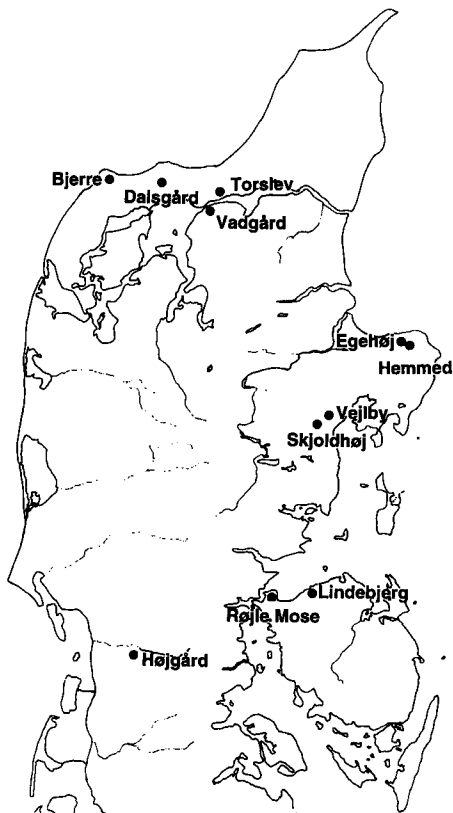 Bjerre
Dalsgård
Torslev
Vadgård
Egehøj
Hemmed
Vejlby
Skjoldhøj
Lindebjerg
Røjle Mose
Højgård